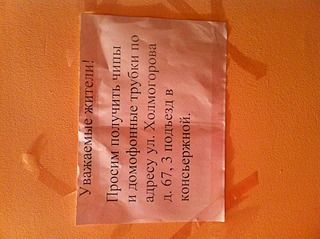 Уважаемые жители!
Просим получить чипы
и домофонные трубки по
адресу ул. Холмогорова
д. 67, 3 подъезд в
консьержной.